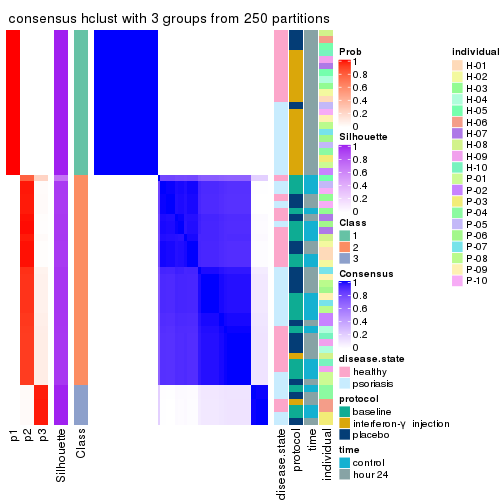 consensus hclust with 3 groups from 250 partitions
p1
p2
p3
Silhouette
Class
disease.state
protocol
time
individual
Prob
1
0.8
0.6
0.4
0.2
0
Silhouette
1
0.8
0.6
0.4
0.2
0
Class
1
2
3
Consensus
1
0.8
0.6
0.4
0.2
0
disease.state
healthy
psoriasis
protocol
baseline
interferon-γ injection
placebo
time
control
hour 24
individual
H-01
H-02
H-03
H-04
H-05
H-06
H-07
H-08
H-09
H-10
P-01
P-02
P-03
P-04
P-05
P-06
P-07
P-08
P-09
P-10